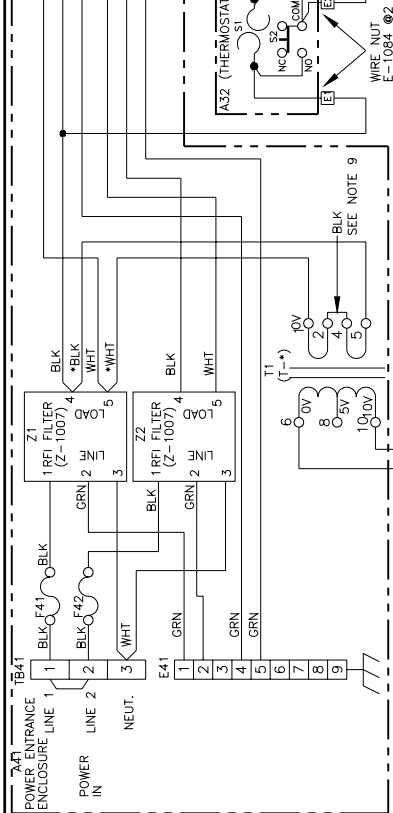 A41
POWER ENTRANCE
ENCLOSURE
LINE 1
LINE 2
NEUT.
POWER
IN
TB41
1
2
3
BLK
F41
BLK
BLK
F42
WHT
E41
1
2
3
4
5
6
7
8
9
GRN
GRN
GRN
GRN
GRN
BLK
Z1
RFI FILTER
(Z-1007)
1
2
3
LINE
LOAD
4
5
BLK
*BLK
WHT
*WHT
Z2
RFI FILTER
(Z-1007)
1
2
3
LINE
LOAD
4
5
BLK
WHT
T1
(T-*)
6
0V
8
5V
10
10V
10V
2
4
5
BLK
SEE NOTE 9
A32 (THERMOSTAT
S1
S2
NC
NO
COM
E1
WIRE NUT
E-1084 @2